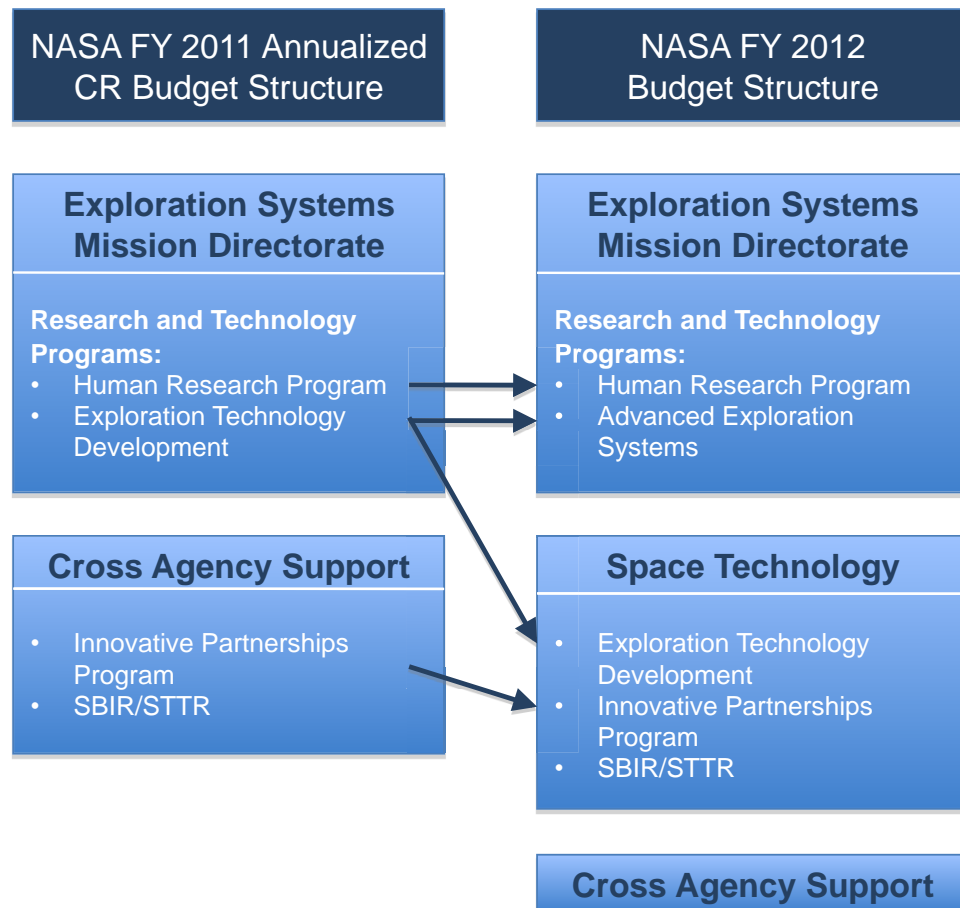 NASA FY 2011 Annualized
CR Budget Structure
NASA FY 2012
Budget Structure
Exploration Systems
Mission Directorate
Research and Technology
Programs:
• Human Research Program
• Exploration Technology
Development
Exploration Systems
Mission Directorate
Research and Technology
Programs:
• Human Research Program
• Advanced Exploration
Systems
Cross Agency Support
• Innovative Partnerships
Program
• SBIR/STTR
Space Technology
• Exploration Technology
Development
• Innovative Partnerships
Program
• SBIR/STTR
Cross Agency Support